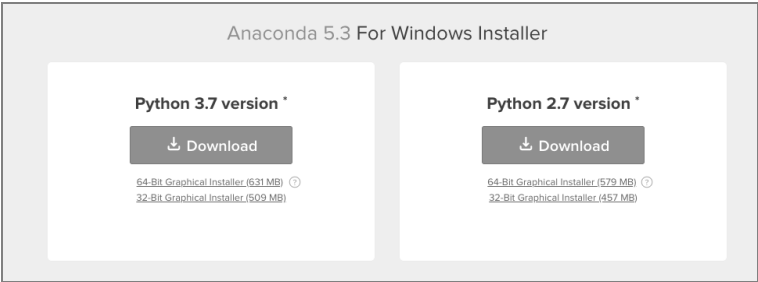 Anaconda 5.3 For Windows Installer
Python 3.7 version *
Download
64-Bit Graphical Installer (631 MB) ?
32-Bit Graphical Installer (509 MB)
Python 2.7 version *
Download
64-Bit Graphical Installer (579 MB) ?
32-Bit Graphical Installer (457 MB)